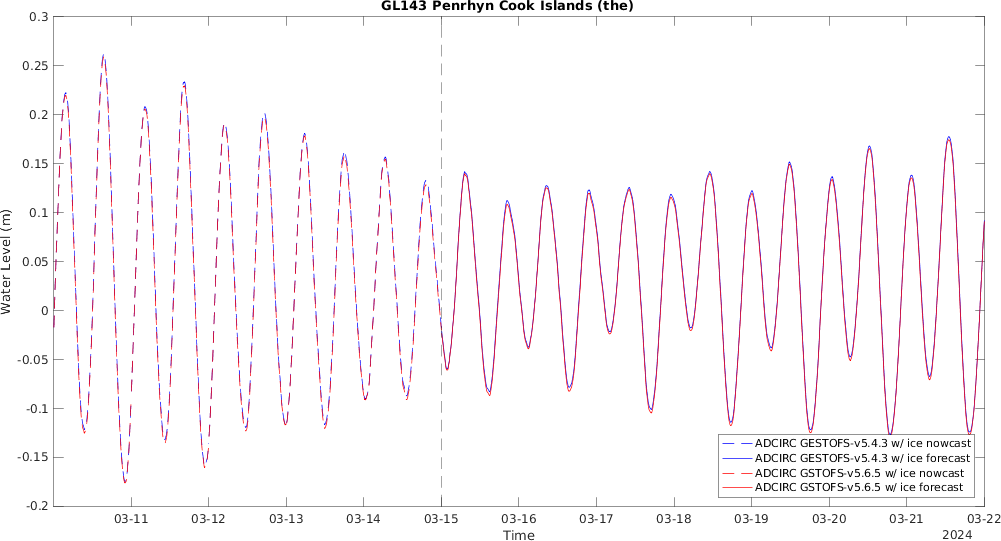 GL143 Penrhyn Cook Islands (the)
0.3
0.25
0.2
0.15
0.1
0.05
0
-0.05
-0.1
-0.15
-0.2
Water Level (m)
03-11 03-12 03-13 03-14 03-15 03-16 03-17 03-18 03-19 03-20 03-21 03-22
Time
2024
ADCIRC GESTOFS-v5.4.3 w/ ice nowcast
ADCIRC GESTOFS-v5.4.3 w/ ice forecast
ADCIRC GSTOFS-v5.6.5 w/ ice nowcast
ADCIRC GSTOFS-v5.6.5 w/ ice forecast